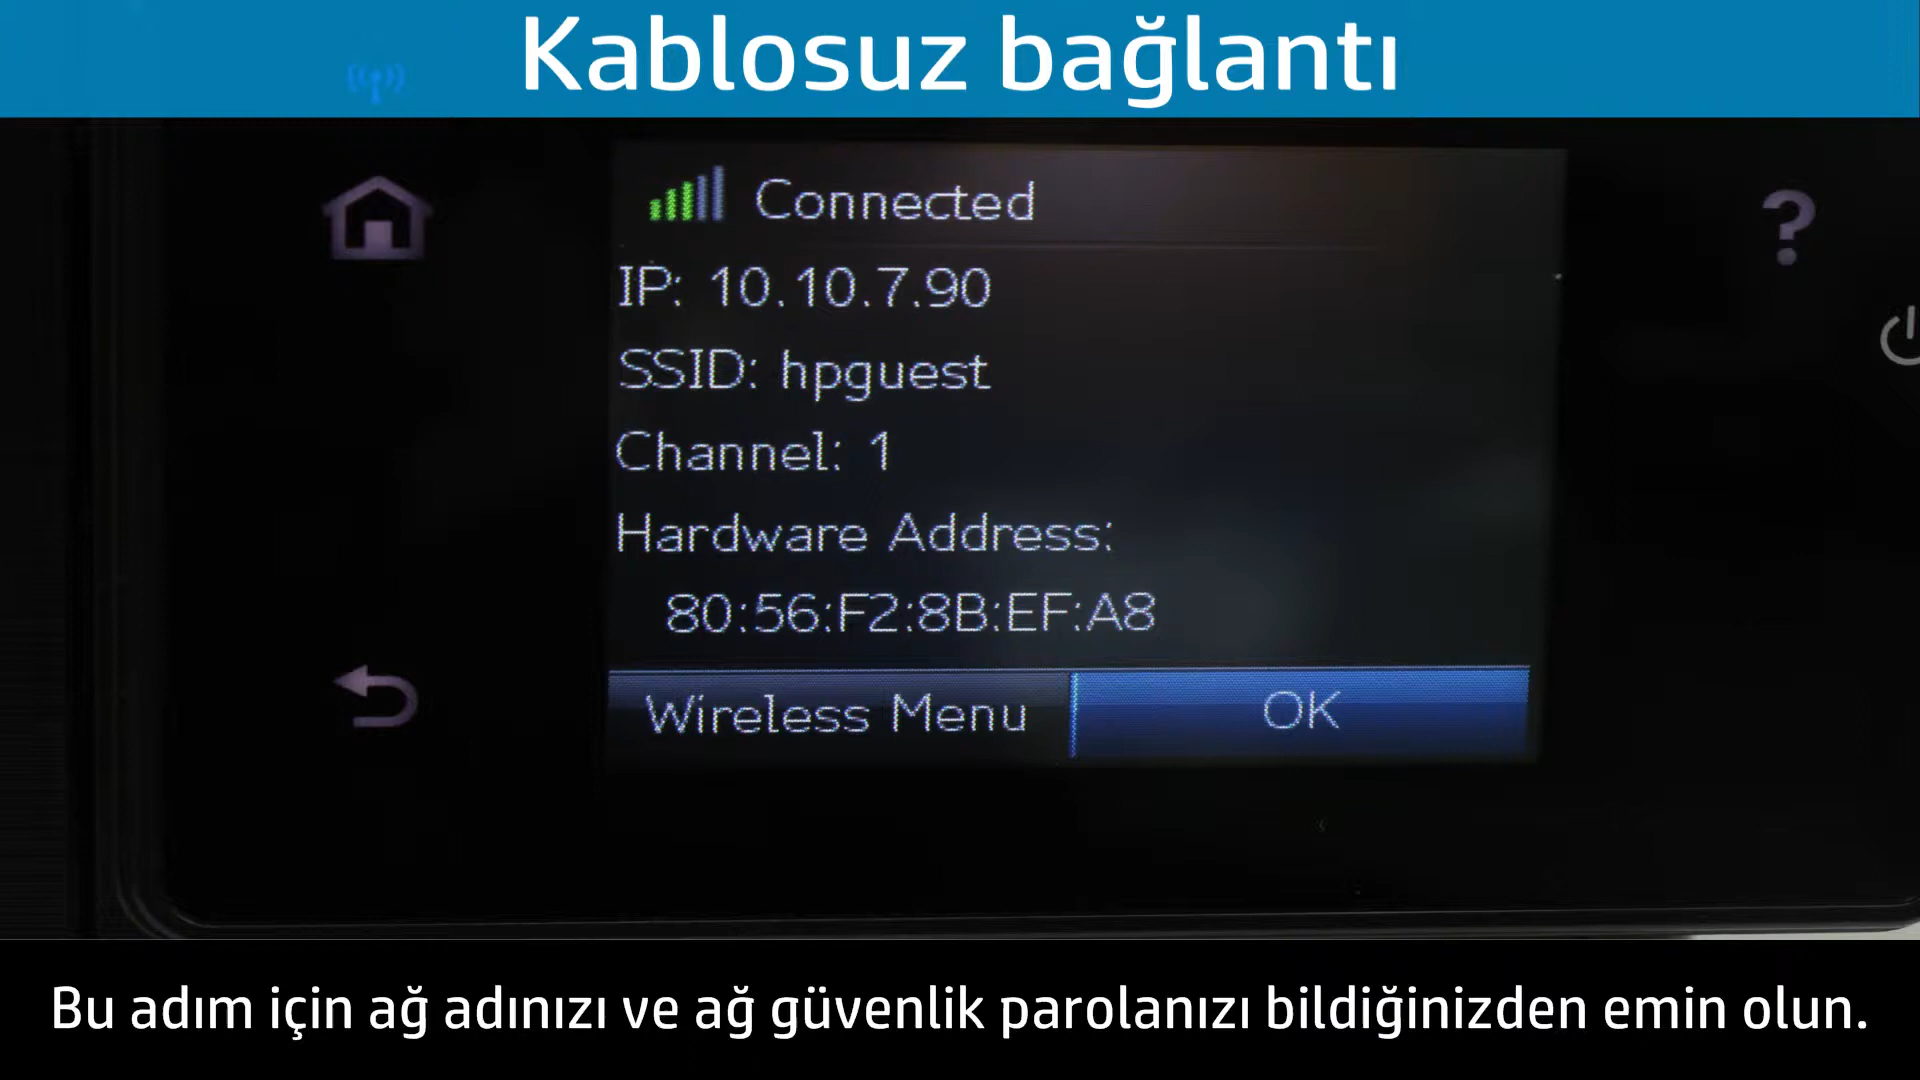 Kablosuz bağlantı
Connected
IP: 10.10.7.90
SSID: hpguest
Channel: 1
Hardware Address:
80:56:F2:8B:EF:A8
Wireless Menu
OK
Bu adım için ağ adınızı ve ağ güvenlik parolanızı bildiğinizden emin olun.